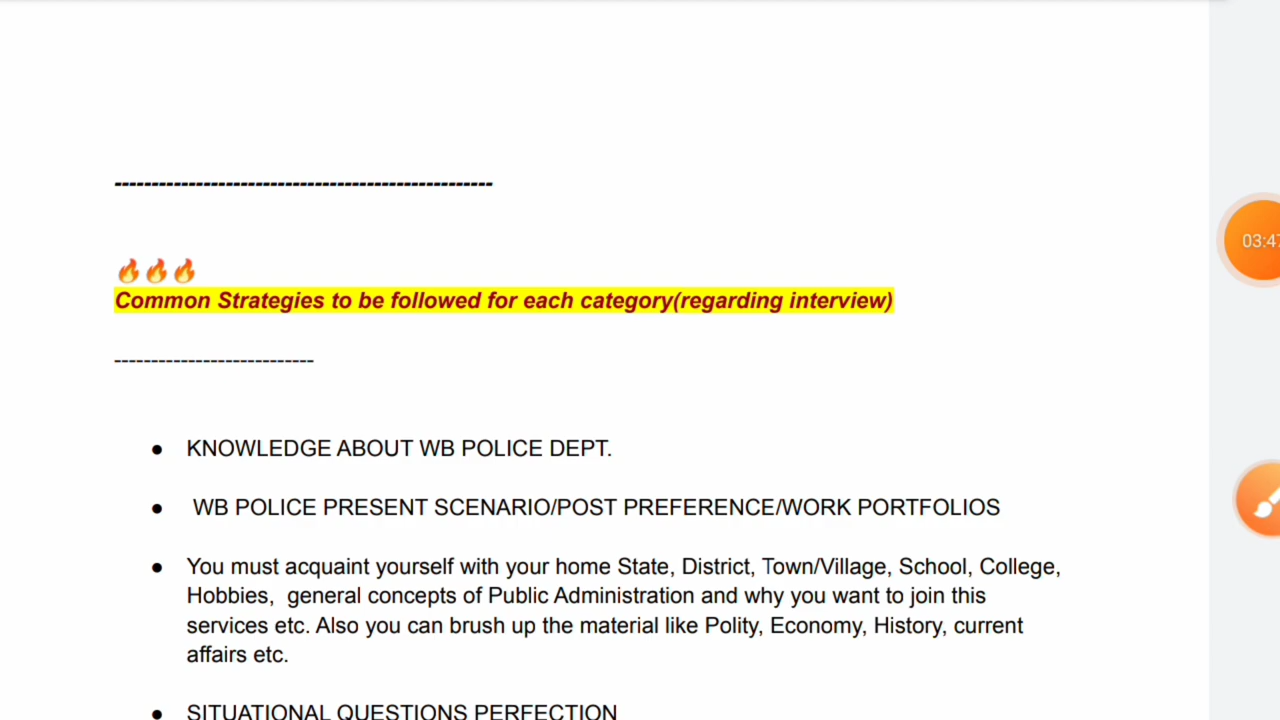 ---------------------------------------------------
🔥🔥🔥
Common Strategies to be followed for each category(regarding interview)
---------------------------
● KNOWLEDGE ABOUT WB POLICE DEPT.
● WB POLICE PRESENT SCENARIO/POST PREFERENCE/WORK PORTFOLIOS
● You must acquaint yourself with your home State, District, Town/Village, School, College,
Hobbies,  general concepts of Public Administration and why you want to join this
services etc. Also you can brush up the material like Polity, Economy, History, current
affairs etc.
● SITUATIONAL QUESTIONS PERFECTION
03:47